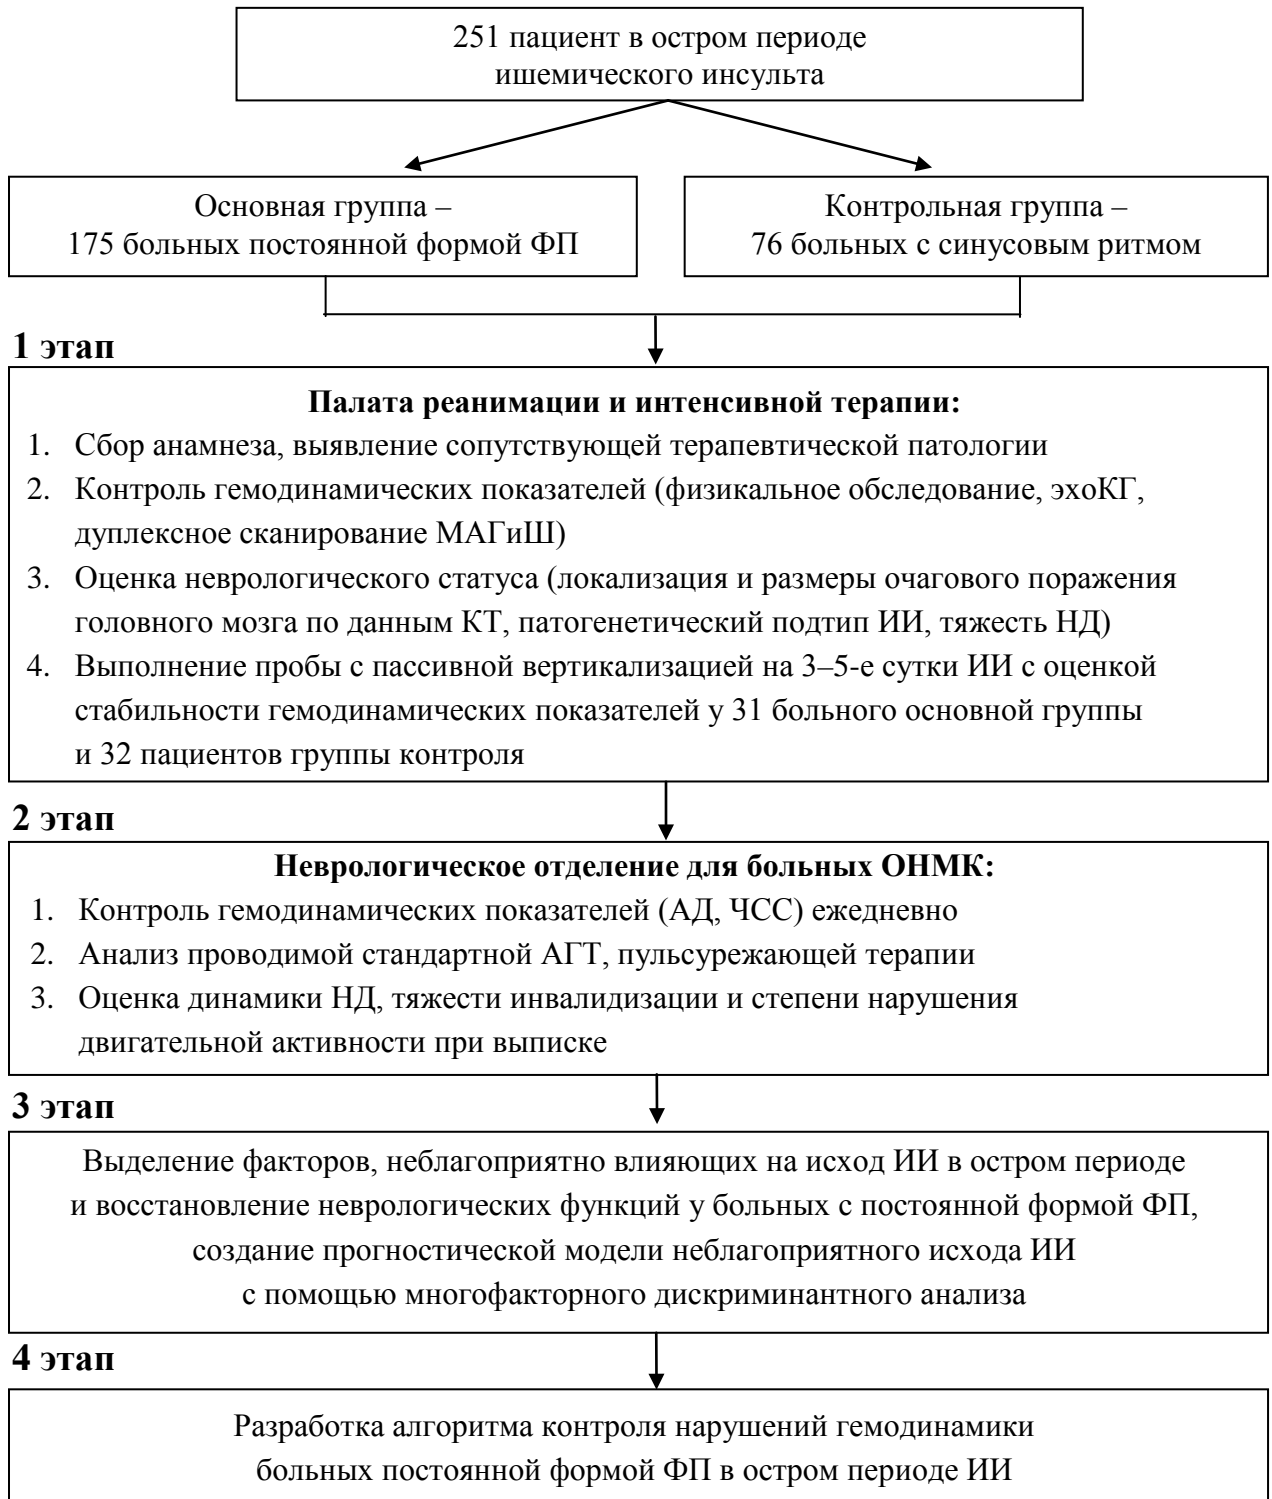 251 пациент в остром периоде
ишемического инсульта
Основная группа –
175 больных постоянной формой ФП
Контрольная группа –
76 больных с синусовым ритмом
1 этап
Палата реанимации и интенсивной терапии:
1. Сбор анамнеза, выявление сопутствующей терапевтической патологии
2. Контроль гемодинамических показателей (физикальное обследование, эхоКГ,
дуплексное сканирование МАГиШ)
3. Оценка неврологического статуса (локализация и размеры очагового поражения
головного мозга по данным КТ, патогенетический подтип ИИ, тяжесть НД)
4. Выполнение пробы с пассивной вертикализацией на 3–5-е сутки ИИ с оценкой
стабильности гемодинамических показателей у 31 больного основной группы
и 32 пациентов группы контроля
2 этап
Неврологическое отделение для больных ОНМК:
1. Контроль гемодинамических показателей (АД, ЧСС) ежедневно
2. Анализ проводимой стандартной АГТ, пульсурежающей терапии
3. Оценка динамики НД, тяжести инвалидизации и степени нарушения
двигательной активности при выписке
3 этап
Выделение факторов, неблагоприятно влияющих на исход ИИ в остром периоде
и восстановление неврологических функций у больных с постоянной формой ФП,
создание прогностической модели неблагоприятного исхода ИИ
с помощью многофакторного дискриминантного анализа
4 этап
Разработка алгоритма контроля нарушений гемодинамики
больных постоянной формой ФП в остром периоде ИИ